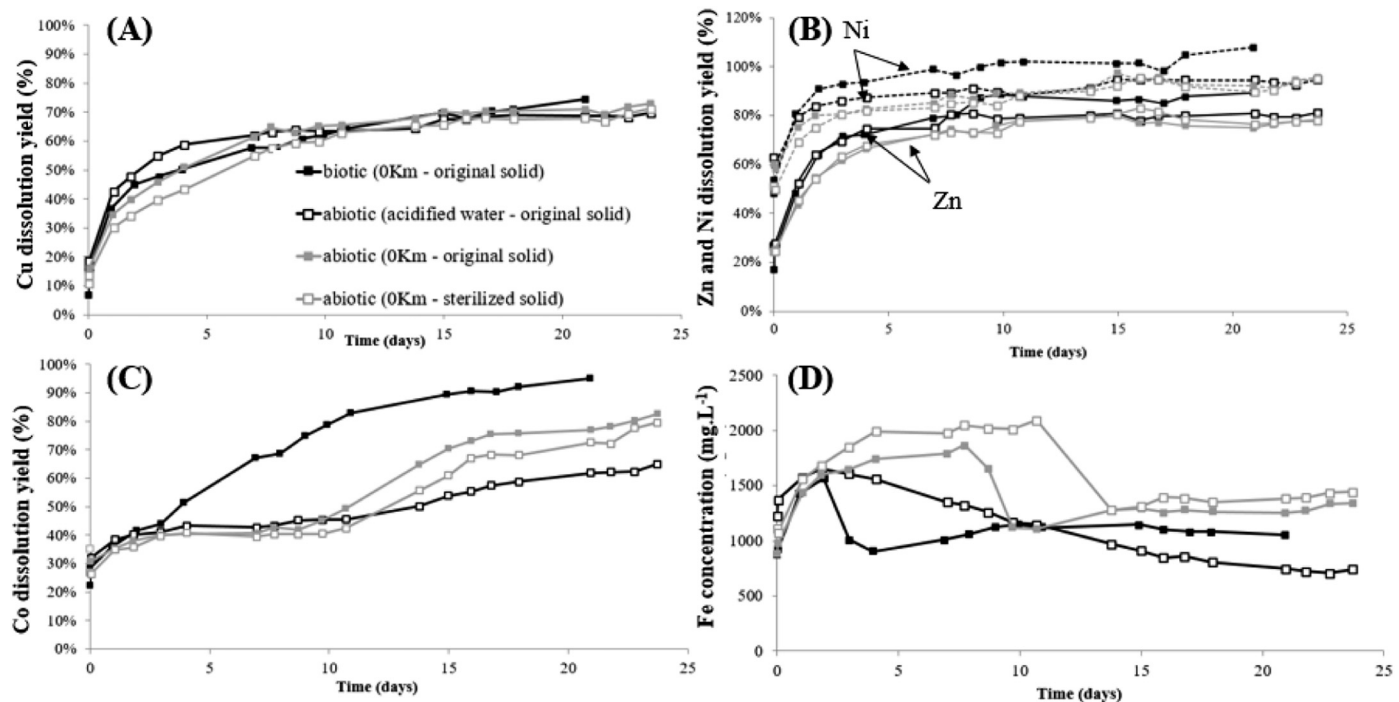 (A)
Cu dissolution yield (%)
100%
90%
80%
70%
60%
50%
40%
30%
20%
10%
0%
biotic (0Km - original solid)
abiotic (acidified water - original solid)
abiotic (0Km - original solid)
abiotic (0Km - sterilized solid)
0 5 10 15 20 25
Time (days)
(B)
Zn and Ni dissolution yield (%)
120%
100%
80%
60%
40%
20%
0%
Ni
Zn
0 5 10 15 20 25
Time (days)
(C)
Co dissolution yield (%)
100%
90%
80%
70%
60%
50%
40%
30%
20%
10%
0%
0 5 10 15 20 25
Time (days)
(D)
Fe concentration (mg.L-1)
2500
2000
1500
1000
500
0
0 5 10 15 20 25
Time (days)